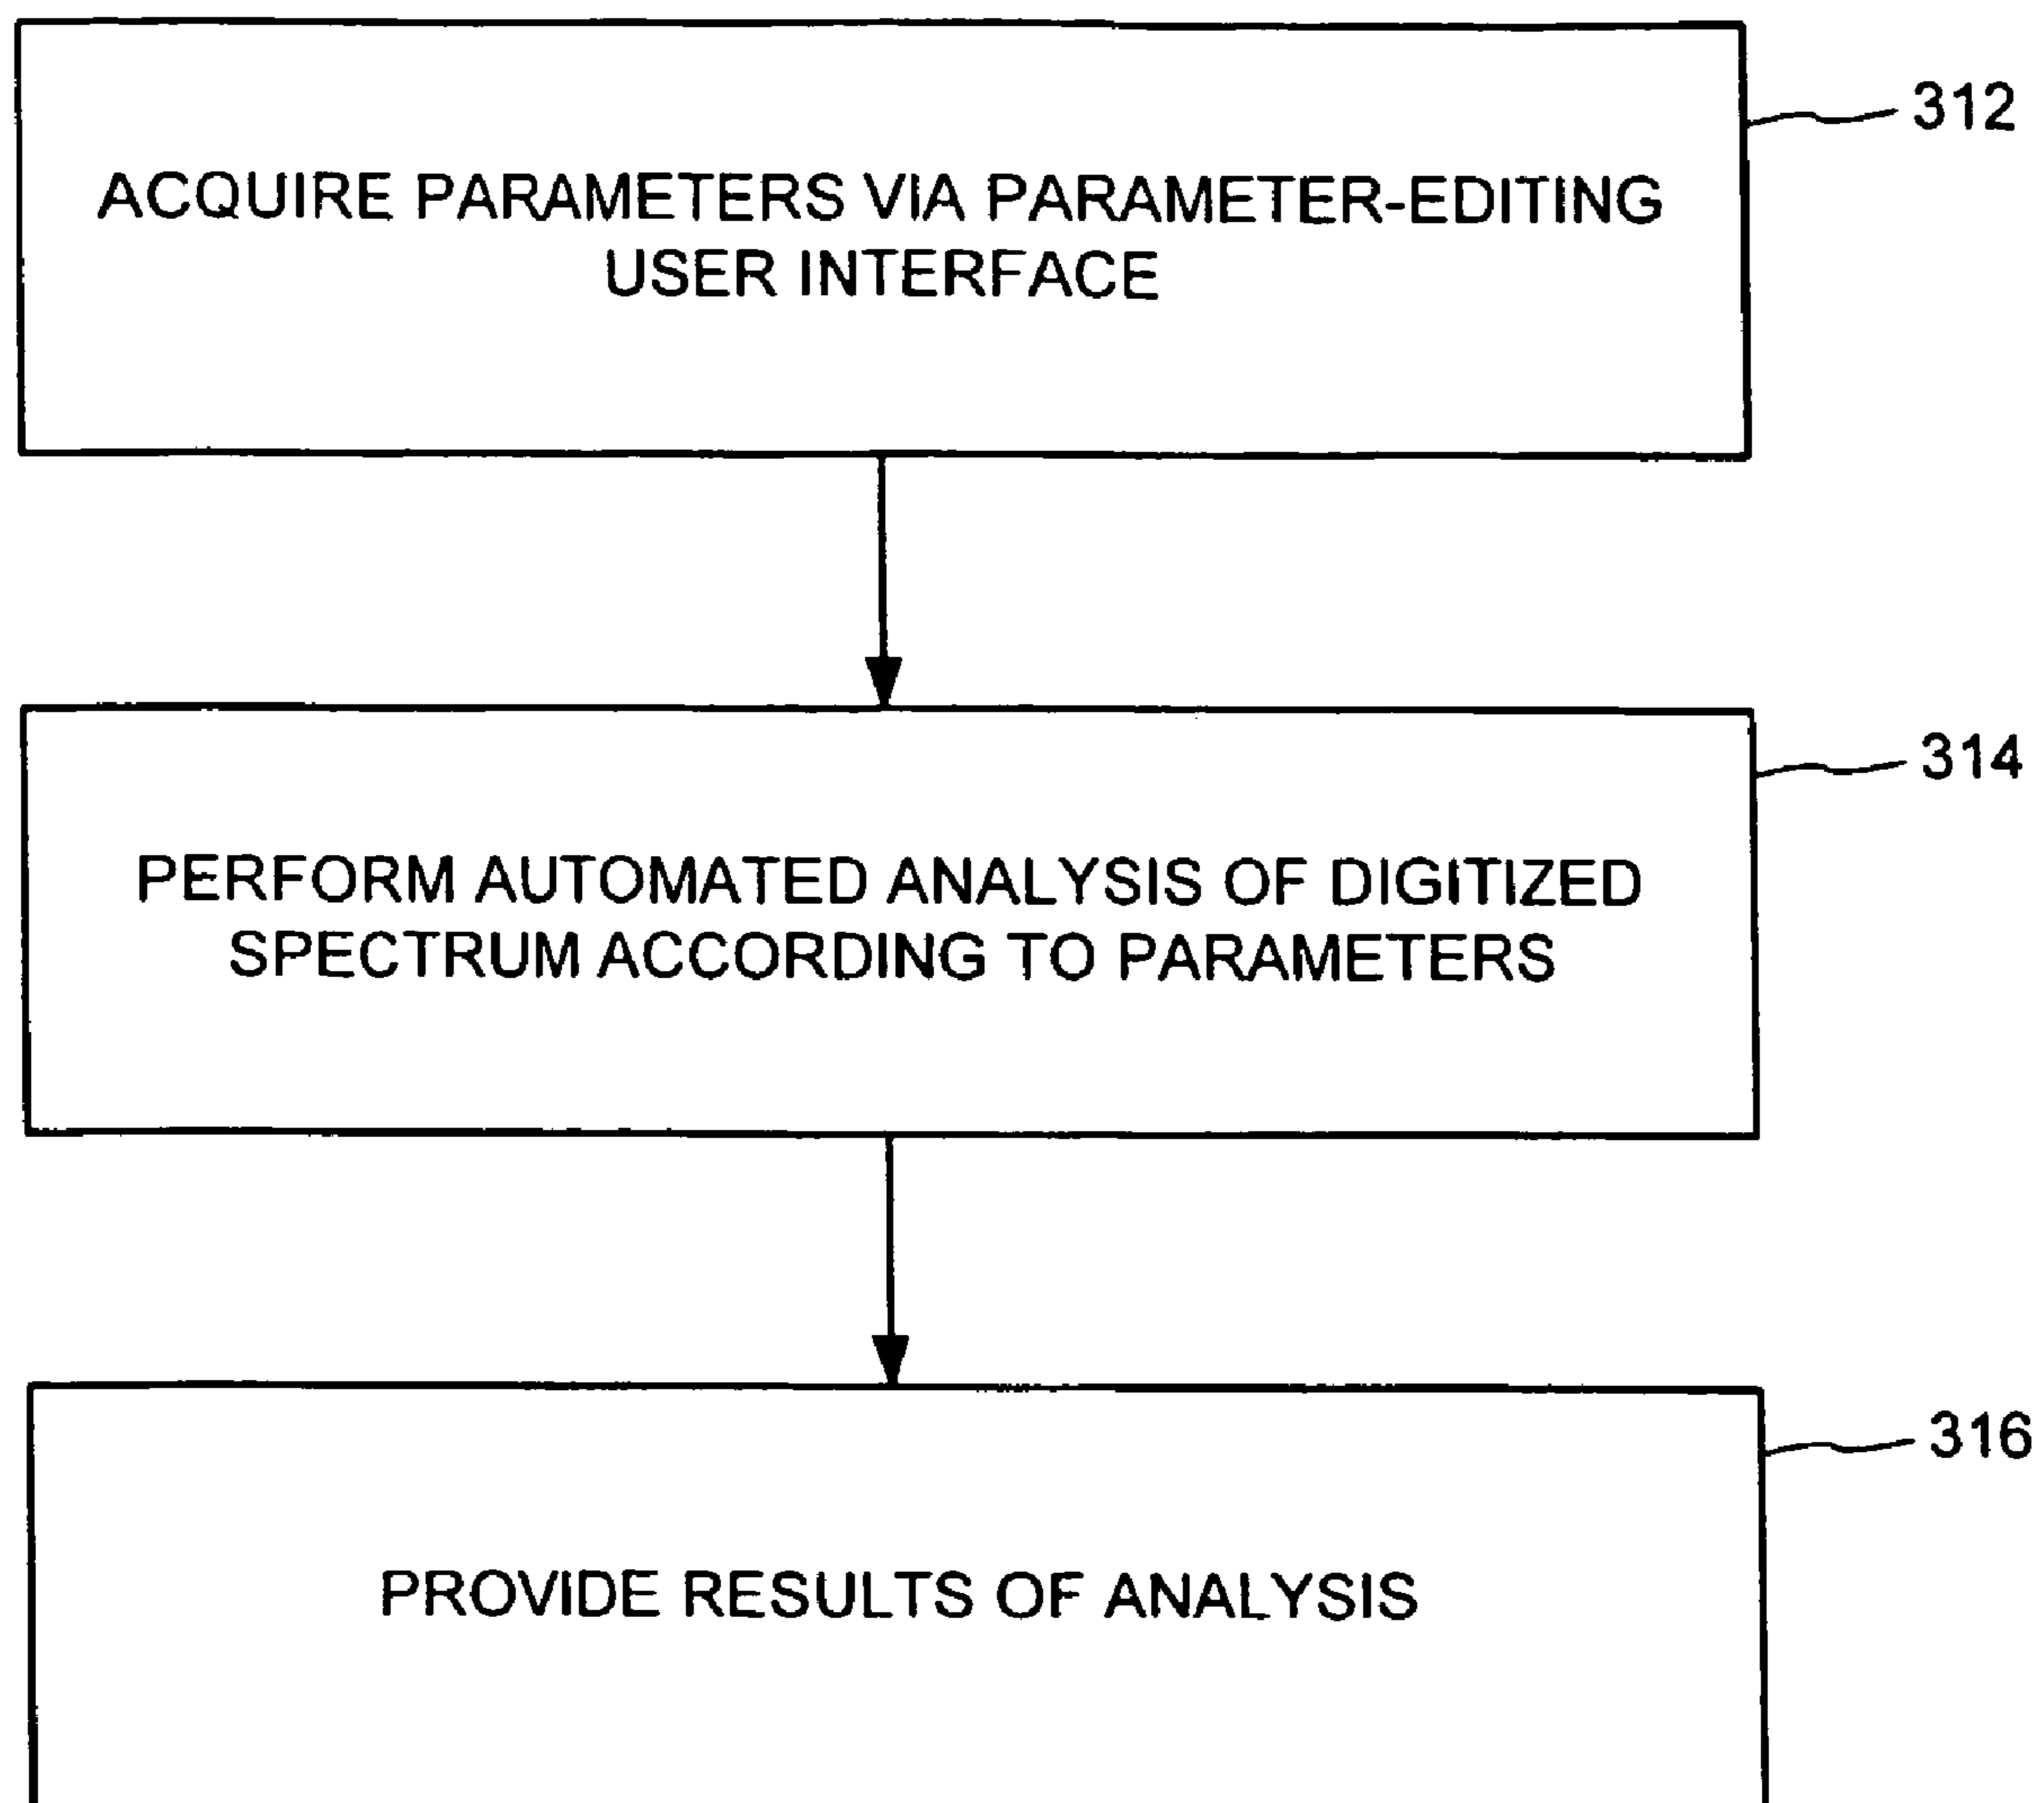 312
ACQUIRE PARAMETERS VIA PARAMETER-EDITING
USER INTERFACE
314
PERFORM AUTOMATED ANALYSIS OF DIGITIZED
SPECTRUM ACCORDING TO PARAMETERS
316
PROVIDE RESULTS OF ANALYSIS